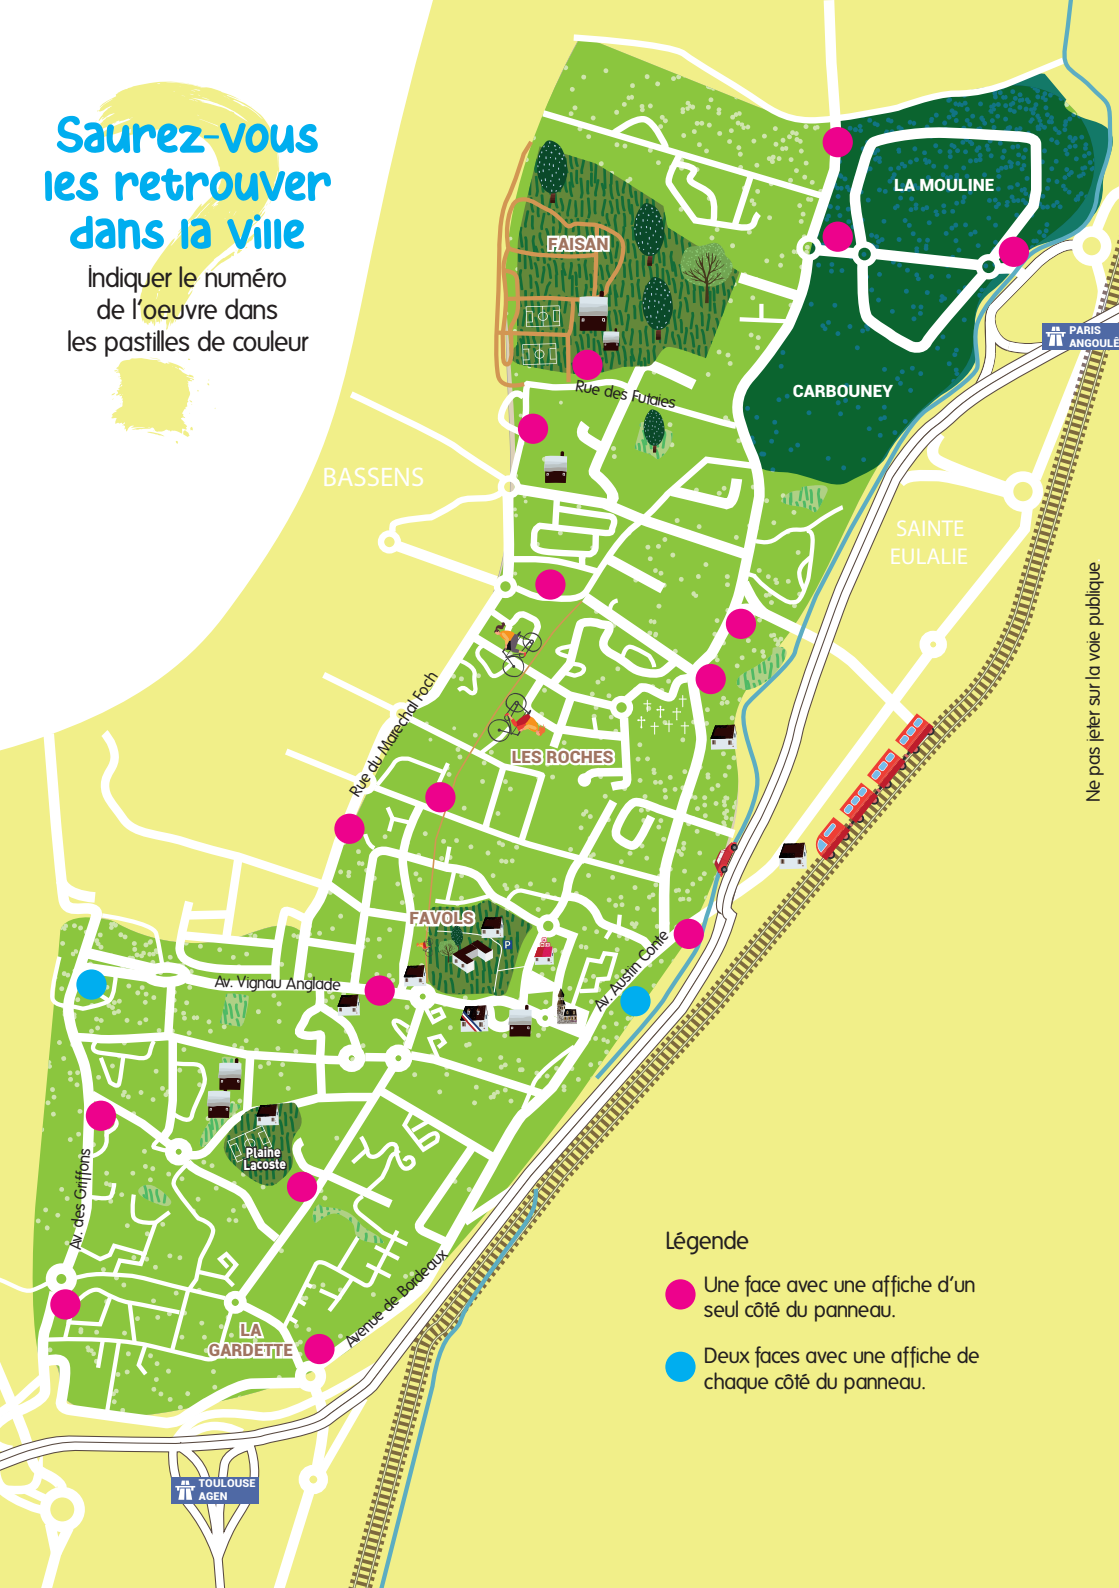 Saurez-vous
les retrouver
dans la ville
Indiquer le numéro
de l'oeuvre dans
les pastilles de couleur
LA MOULINE
FAISAN
PARIS
ANGOULÊ
CARBOUNEY
Rue des Futaies
BASSENS
SAINTE
EULALIE
Ne pas jeter sur la voie publique
Rue du Marechal Foch
LES ROCHES
FAVOLS
P
Av. Vignau Anglade
Av. Austin Conte
Plaine
Lacoste
Av. des Griffons
Avenue de Bordeaux
LA
GARDETTE
Légende
Une face avec une affiche d'un
seul côté du panneau.
Deux faces avec une affiche de
chaque côté du panneau.
TOULOUSE
AGEN